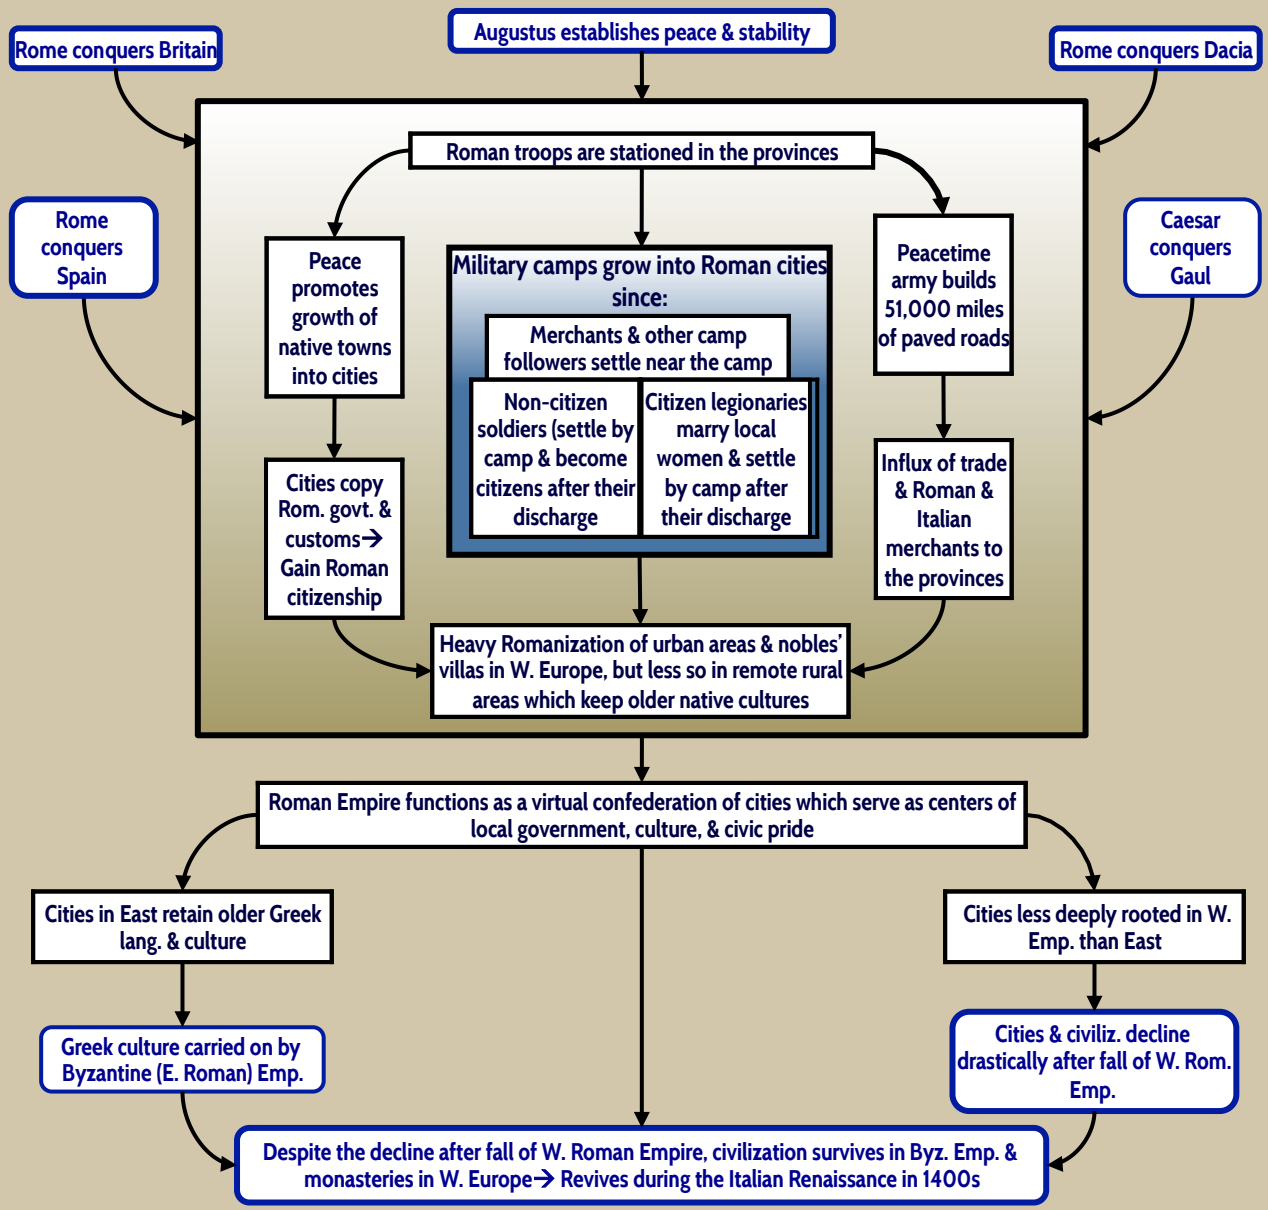 Augustus establishes peace & stability
Rome conquers Britain
Rome conquers Dacia
Roman troops are stationed in the provinces
Rome
conquers
Spain
Caesar
conquers
Gaul
Peace
promotes
growth of
native towns
into cities
Military camps grow into Roman cities
since:
Merchants & other camp
followers settle near the camp
Non-citizen
soldiers (settle by
camp & become
citizens after their
discharge
Citizen legionaries
marry local
women & settle
by camp after
their discharge
Peacetime
army builds
51,000 miles
of paved roads
Cities copy
Rom. govt. &
customs→
Gain Roman
citizenship
Influx of trade
& Roman &
Italian
merchants to
the provinces
Heavy Romanization of urban areas & nobles’
villas in W. Europe, but less so in remote rural
areas which keep older native cultures
Roman Empire functions as a virtual confederation of cities which serve as centers of
local government, culture, & civic pride
Cities in East retain older Greek
lang. & culture
Cities less deeply rooted in W.
Emp. than East
Greek culture carried on by
Byzantine (E. Roman) Emp.
Cities & civiliz. decline
drastically after fall of W. Rom.
Emp.
Despite the decline after fall of W. Roman Empire, civilization survives in Byz. Emp. &
monasteries in W. Europe→ Revives during the Italian Renaissance in 1400s